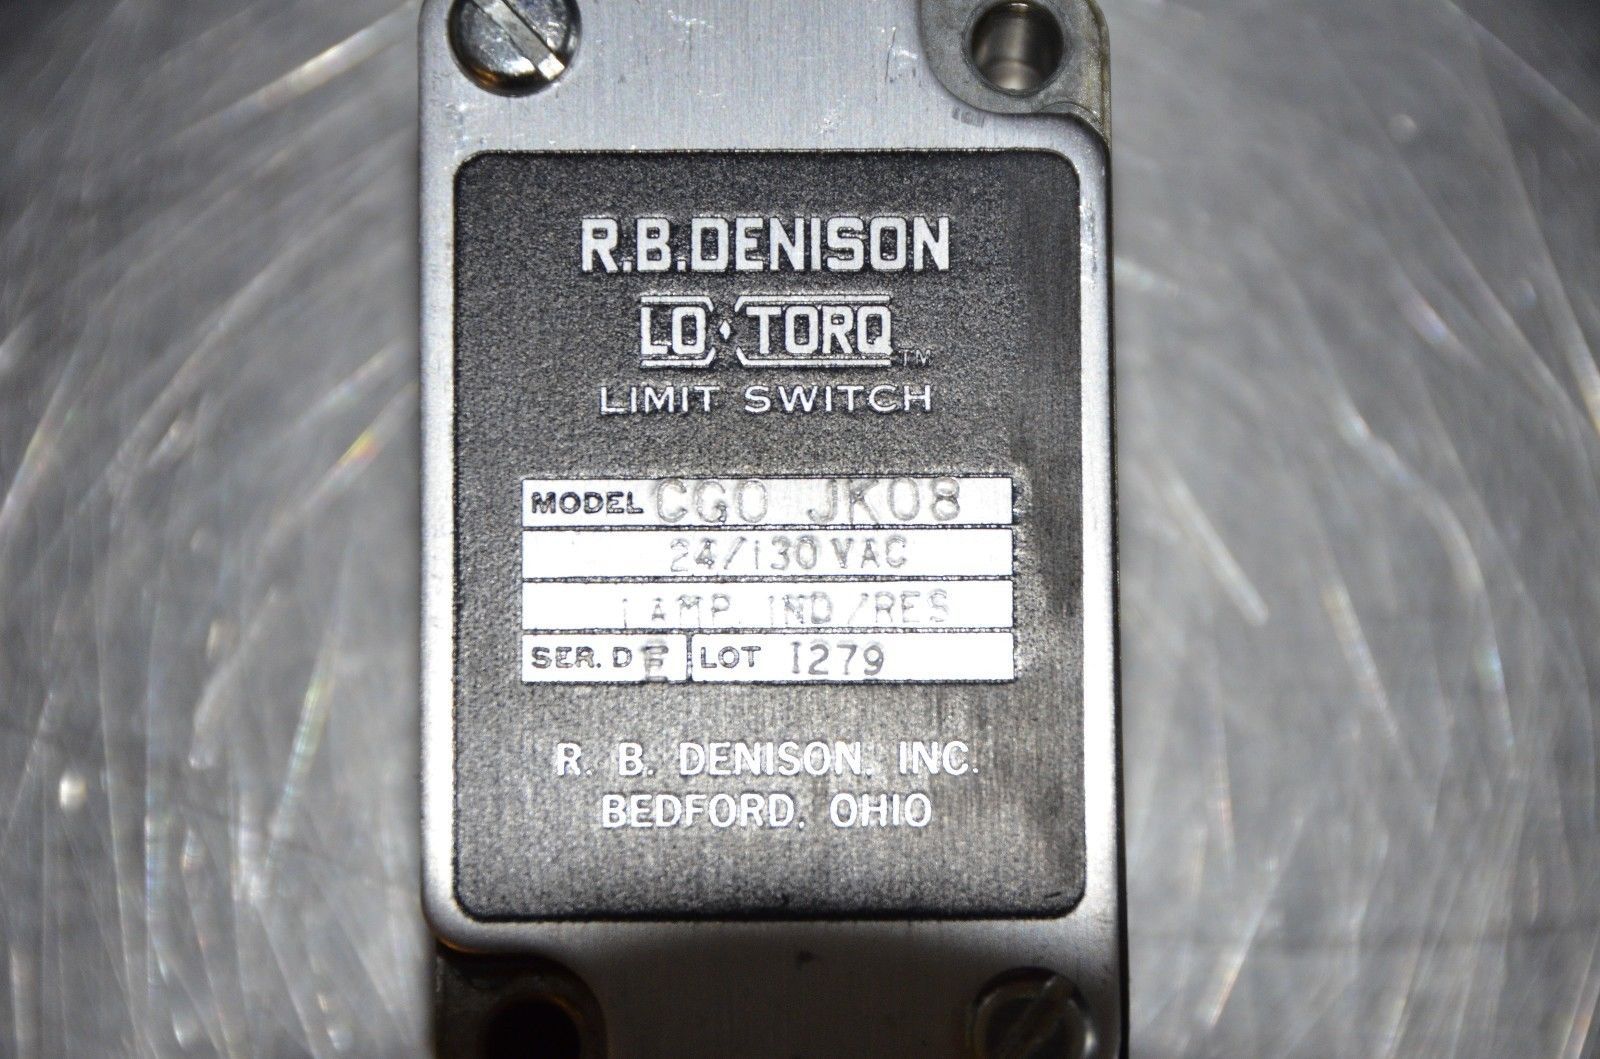 R.B.DENISON
LO·TORQ™
LIMIT SWITCH
MODEL CGO JK08
24/130 VAC
1 AMP. IND/RES
SER. D LOT 1279
R. B. DENISON, INC.
BEDFORD, OHIO